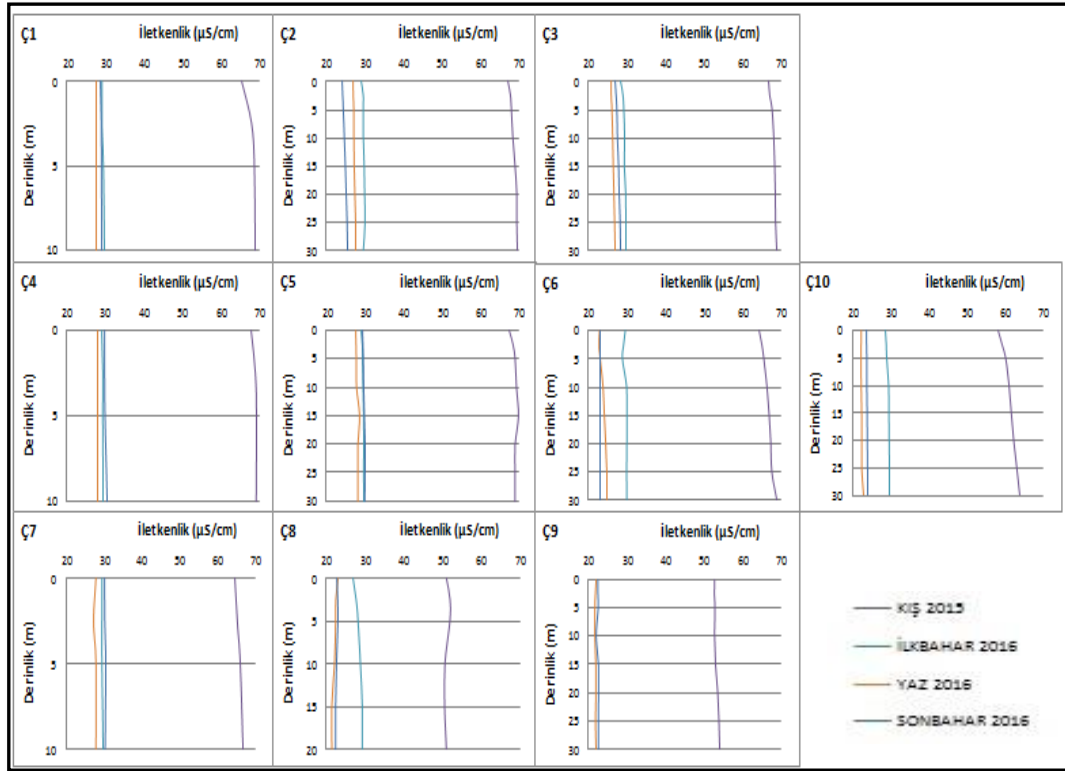 Ç1 İletkenlik (µS/cm)
20 30 40 50 60 70
Derinlik (m)
0
5
10
Ç2 İletkenlik (µS/cm)
20 30 40 50 60 70
Derinlik (m)
0
5
10
15
20
25
30
Ç3 İletkenlik (µS/cm)
20 30 40 50 60 70
Derinlik (m)
0
5
10
15
20
25
30
Ç4 İletkenlik (µS/cm)
20 30 40 50 60 70
Derinlik (m)
0
5
10
Ç5 İletkenlik (µS/cm)
20 30 40 50 60 70
Derinlik (m)
0
5
10
15
20
25
30
Ç6 İletkenlik (µS/cm)
20 30 40 50 60 70
Derinlik (m)
0
5
10
15
20
25
30
Ç10 İletkenlik (µS/cm)
20 30 40 50 60 70
Derinlik (m)
0
5
10
15
20
25
30
Ç7 İletkenlik (µS/cm)
20 30 40 50 60 70
Derinlik (m)
0
5
10
Ç8 İletkenlik (µS/cm)
20 30 40 50 60 70
Derinlik (m)
0
5
10
15
20
Ç9 İletkenlik (µS/cm)
20 30 40 50 60 70
Derinlik (m)
0
5
10
15
20
25
30
KIŞ 2015
İLKBAHAR 2016
YAZ 2016
SONBAHAR 2016